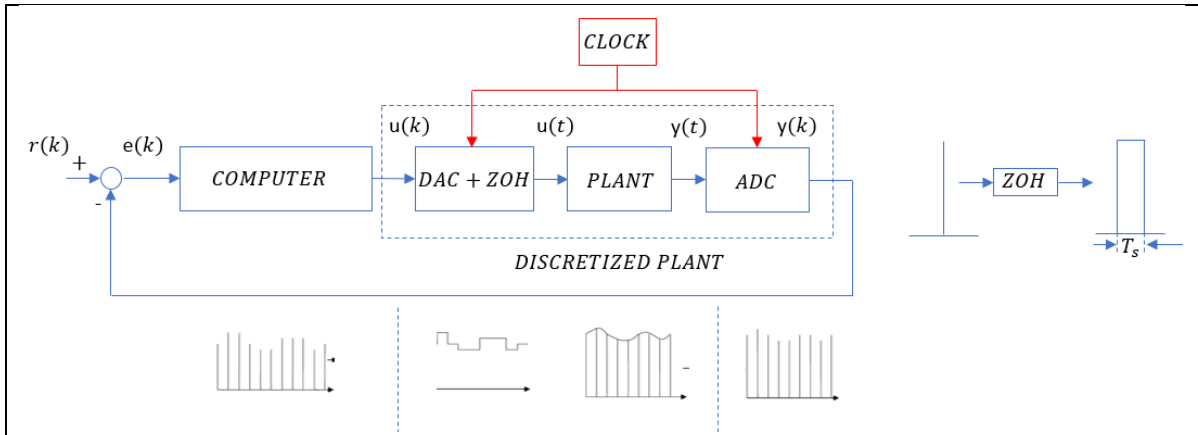 CLOCK
u(k) u(t) y(t) y(k)
r(k) + e(k)
COMPUTER DAC + ZOH PLANT ADC ZOH
-
T_s
DISCRETIZED PLANT